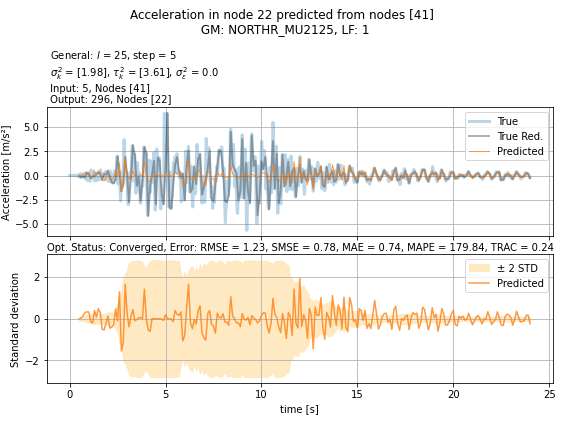 Acceleration in node 22 predicted from nodes [41]
GM: NORTHR_MU2125, LF: 1
General: l = 25, step = 5
σ²ₖ = [1.98], τ²ₖ = [3.61], σ²ε = 0.0
Input: 5, Nodes [41]
Output: 296, Nodes [22]
Acceleration [m/s²]
5.0
2.5
0.0
−2.5
−5.0
True
True Red.
Predicted
Opt. Status: Converged, Error: RMSE = 1.23, SMSE = 0.78, MAE = 0.74, MAPE = 179.84, TRAC = 0.24
Standard deviation
2
0
−2
± 2 STD
Predicted
0 5 10 15 20 25
time [s]